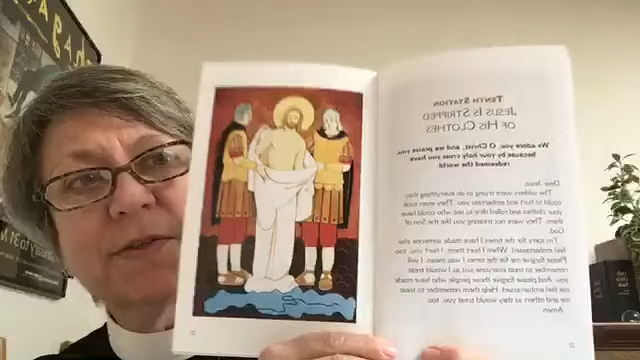 TENTH STATION
JESUS IS STRIPPED
OF HIS CLOTHES
We adore you, O Christ, and we praise you,
because by your holy cross you have
redeemed the world.
Dear Jesus,
The soldiers were trying to do everything they
could to hurt and embarrass you. They even took
your clothes and rolled dice to see who could have
them. They were not treating you like the Son of
God.
I'm sorry for the times I have made someone else
feel embarrassed. When I hurt them, I hurt you, too.
Please forgive me for the times I was mean. I will
remember to treat everyone just as I would treat
you. And please forgive those people who have made
me feel embarrassed. Help them remember to treat
me and others as they would treat you, too.
Amen.